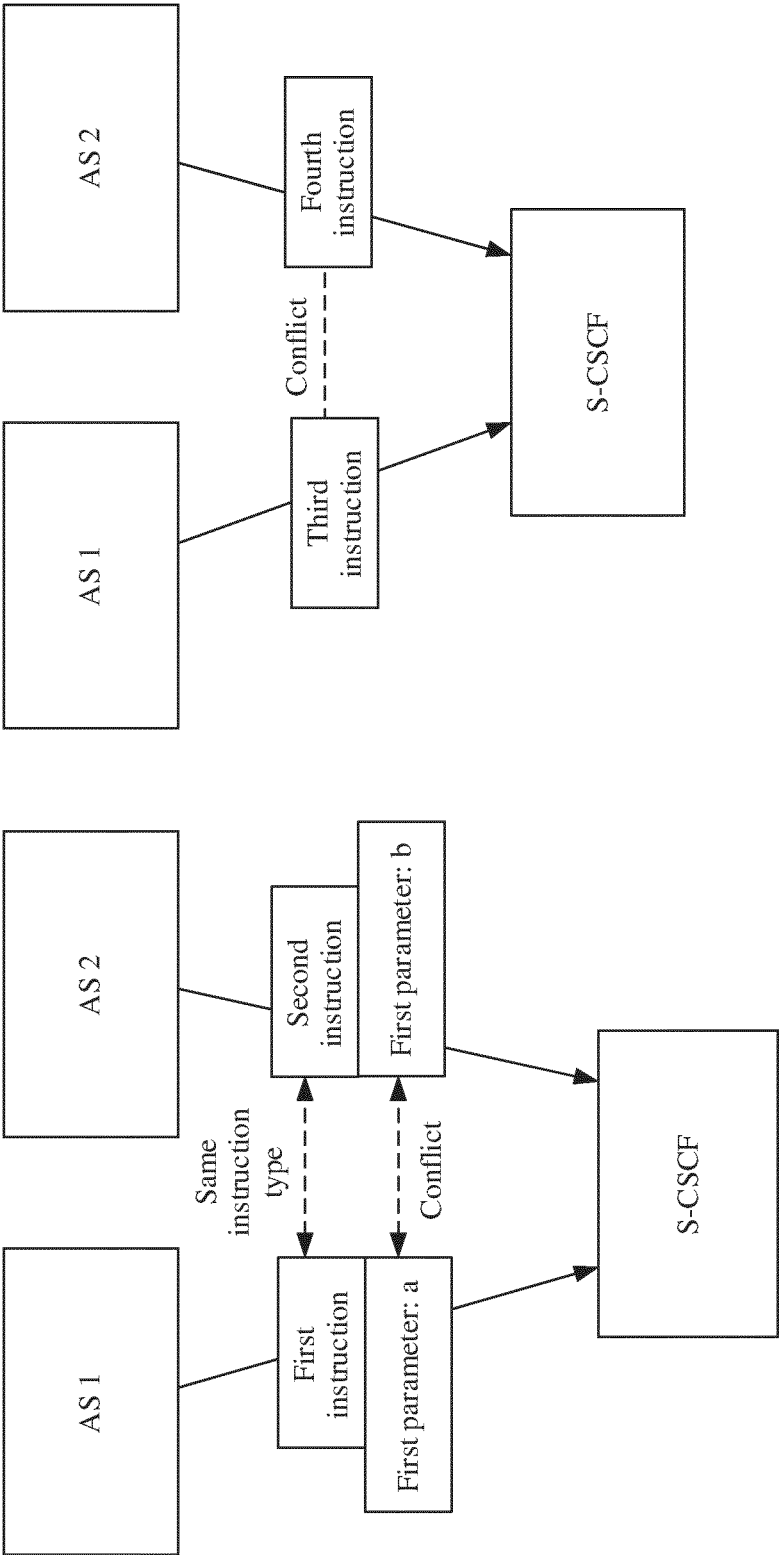 AS 1
AS 2
First
instruction
First parameter: a
Same
instruction
type
Conflict
Second
instruction
First parameter: b
S-CSCF
AS 1
AS 2
Third
instruction
Conflict
Fourth
instruction
S-CSCF